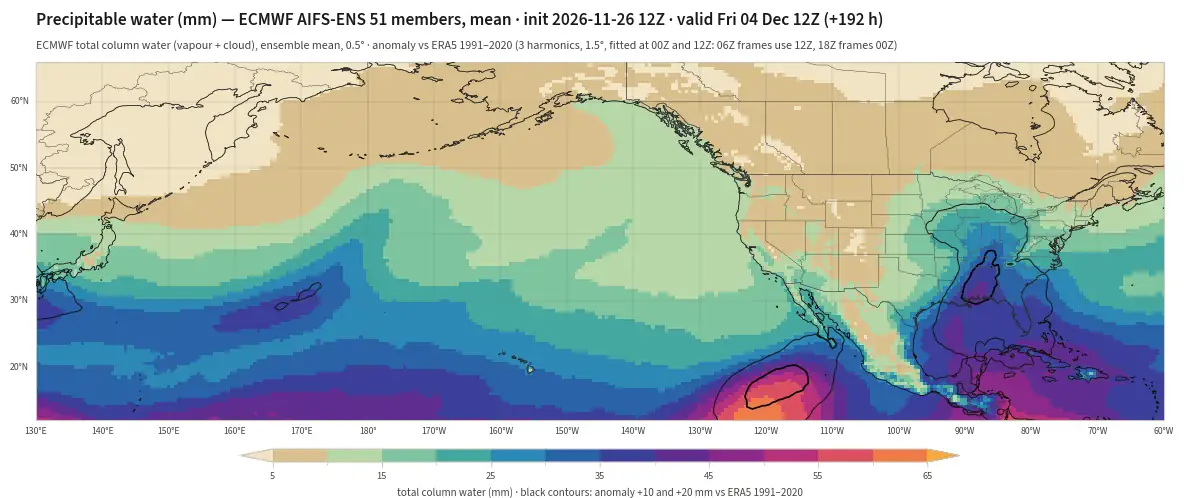 Precipitable water (mm) — ECMWF AIFS-ENS 51 members, mean · init 2026-11-26 12Z · valid Fri 04 Dec 12Z (+192 h)
ECMWF total column water (vapour + cloud), ensemble mean, 0.5° · anomaly vs ERA5 1991–2020 (3 harmonics, 1.5°, fitted at 00Z and 12Z: 06Z frames use 12Z, 18Z frames 00Z)
60°N
50°N
40°N
30°N
20°N
130°E 140°E 150°E 160°E 170°E 180° 170°W 160°W 150°W 140°W 130°W 120°W 110°W 100°W 90°W 80°W 70°W 60°W
5 15 25 35 45 55 65
total column water (mm) · black contours: anomaly +10 and +20 mm vs ERA5 1991–2020